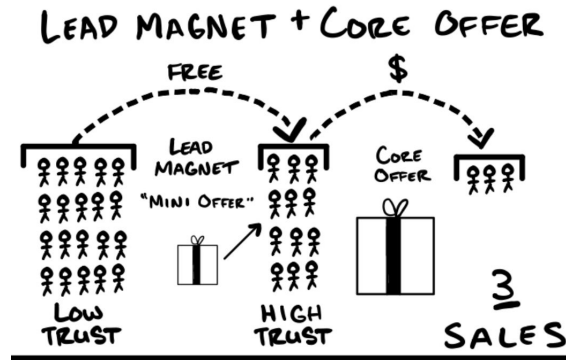 LEAD MAGNET + CORE OFFER
FREE
$
LEAD
MAGNET
"MINI OFFER"
CORE
OFFER
LOW
TRUST
HIGH
TRUST
3
SALES